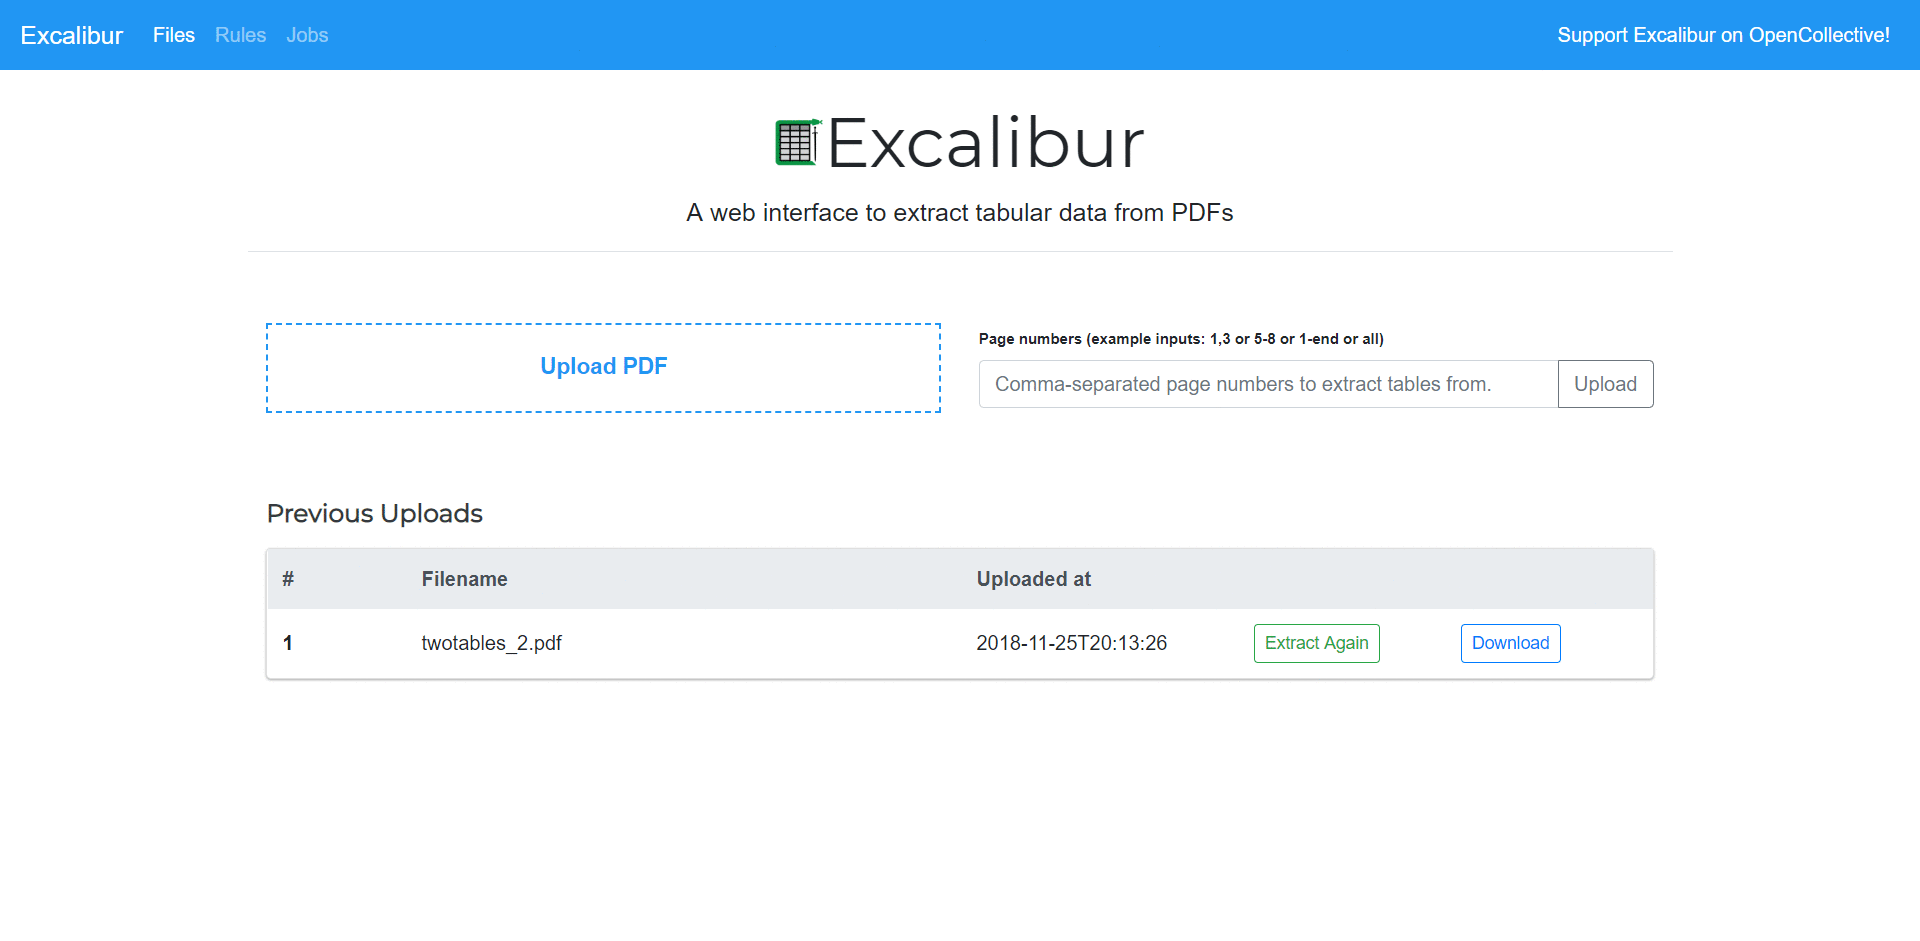 Excalibur Files Rules Jobs Support Excalibur on OpenCollective!
Excalibur
A web interface to extract tabular data from PDFs
Upload PDF
Page numbers (example inputs: 1,3 or 5-8 or 1-end or all)
Comma-separated page numbers to extract tables from. Upload
Previous Uploads
# Filename Uploaded at
1 twotables_2.pdf 2018-11-25T20:13:26 Extract Again Download